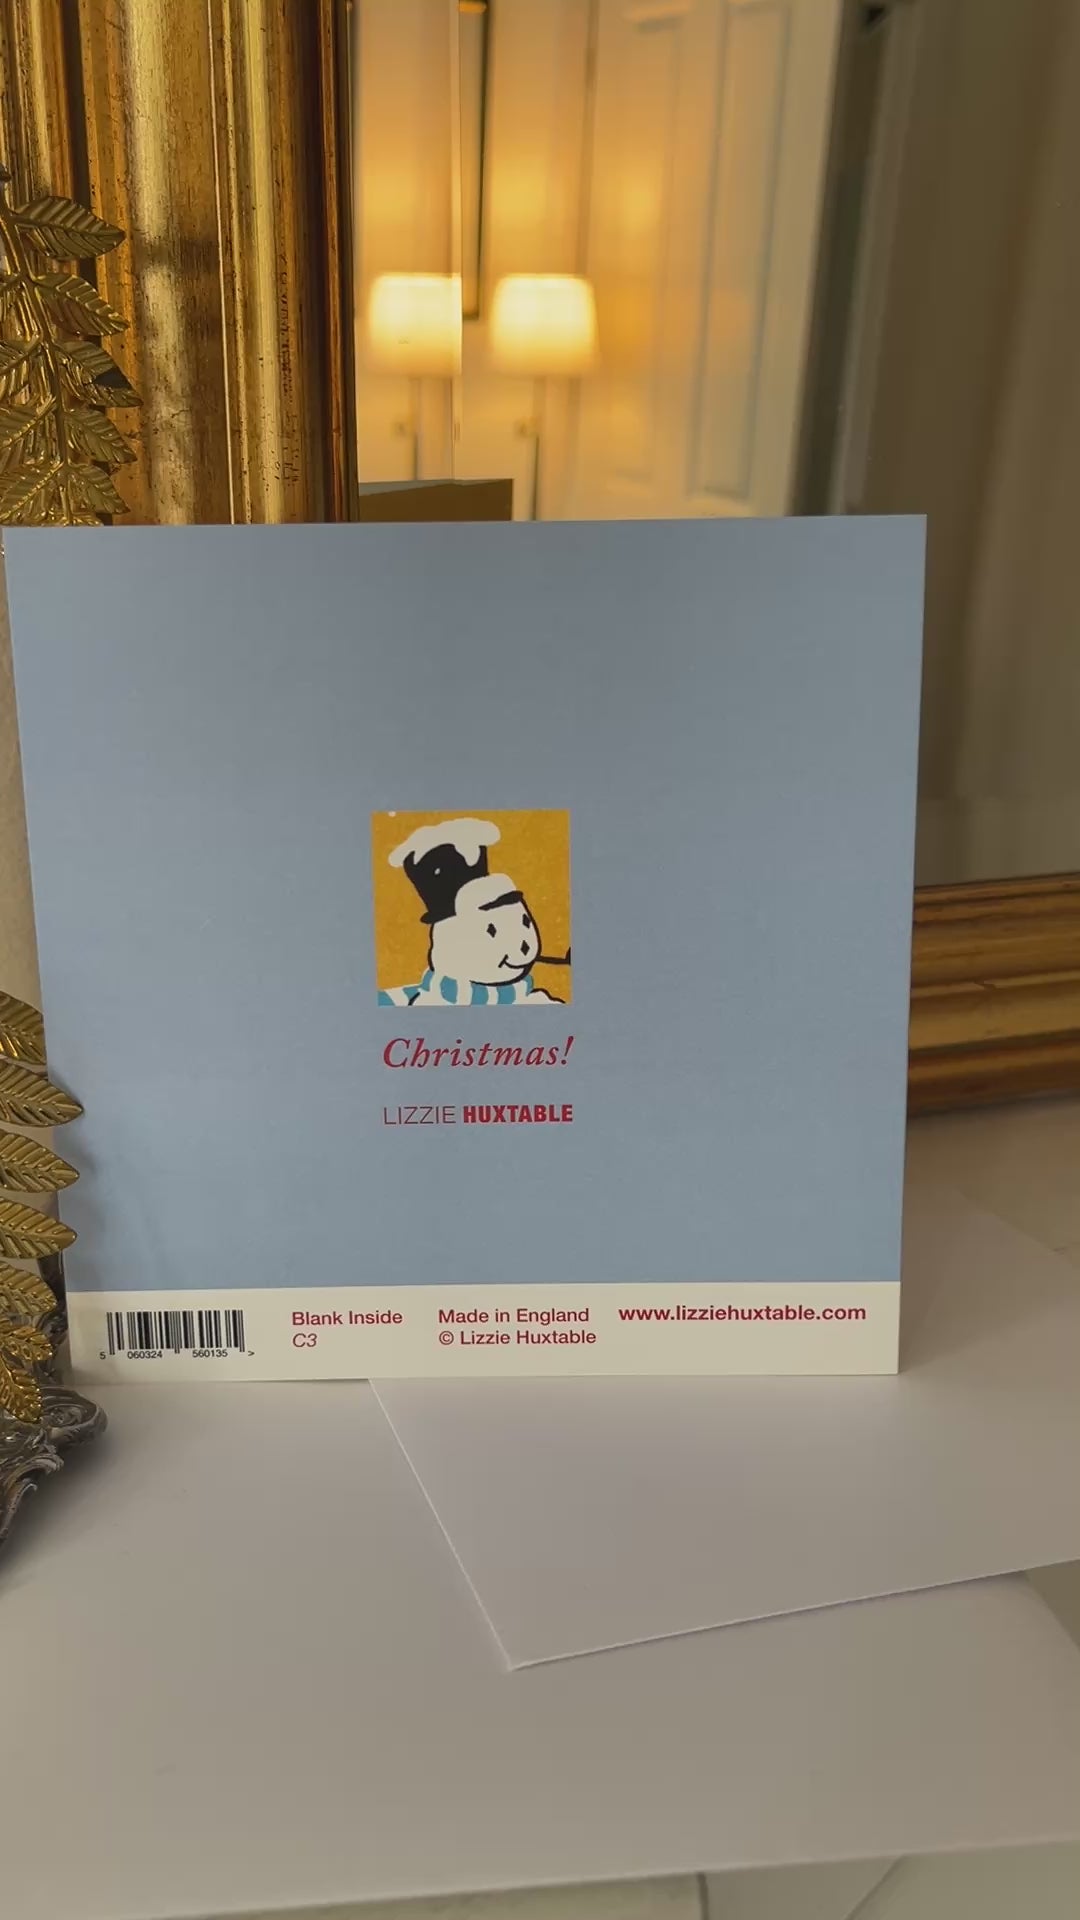 Christmas!
LIZZIE HUXTABLE
5 060324 560135 >
Blank Inside
C3
Made in England
© Lizzie Huxtable
www.lizziehuxtable.com